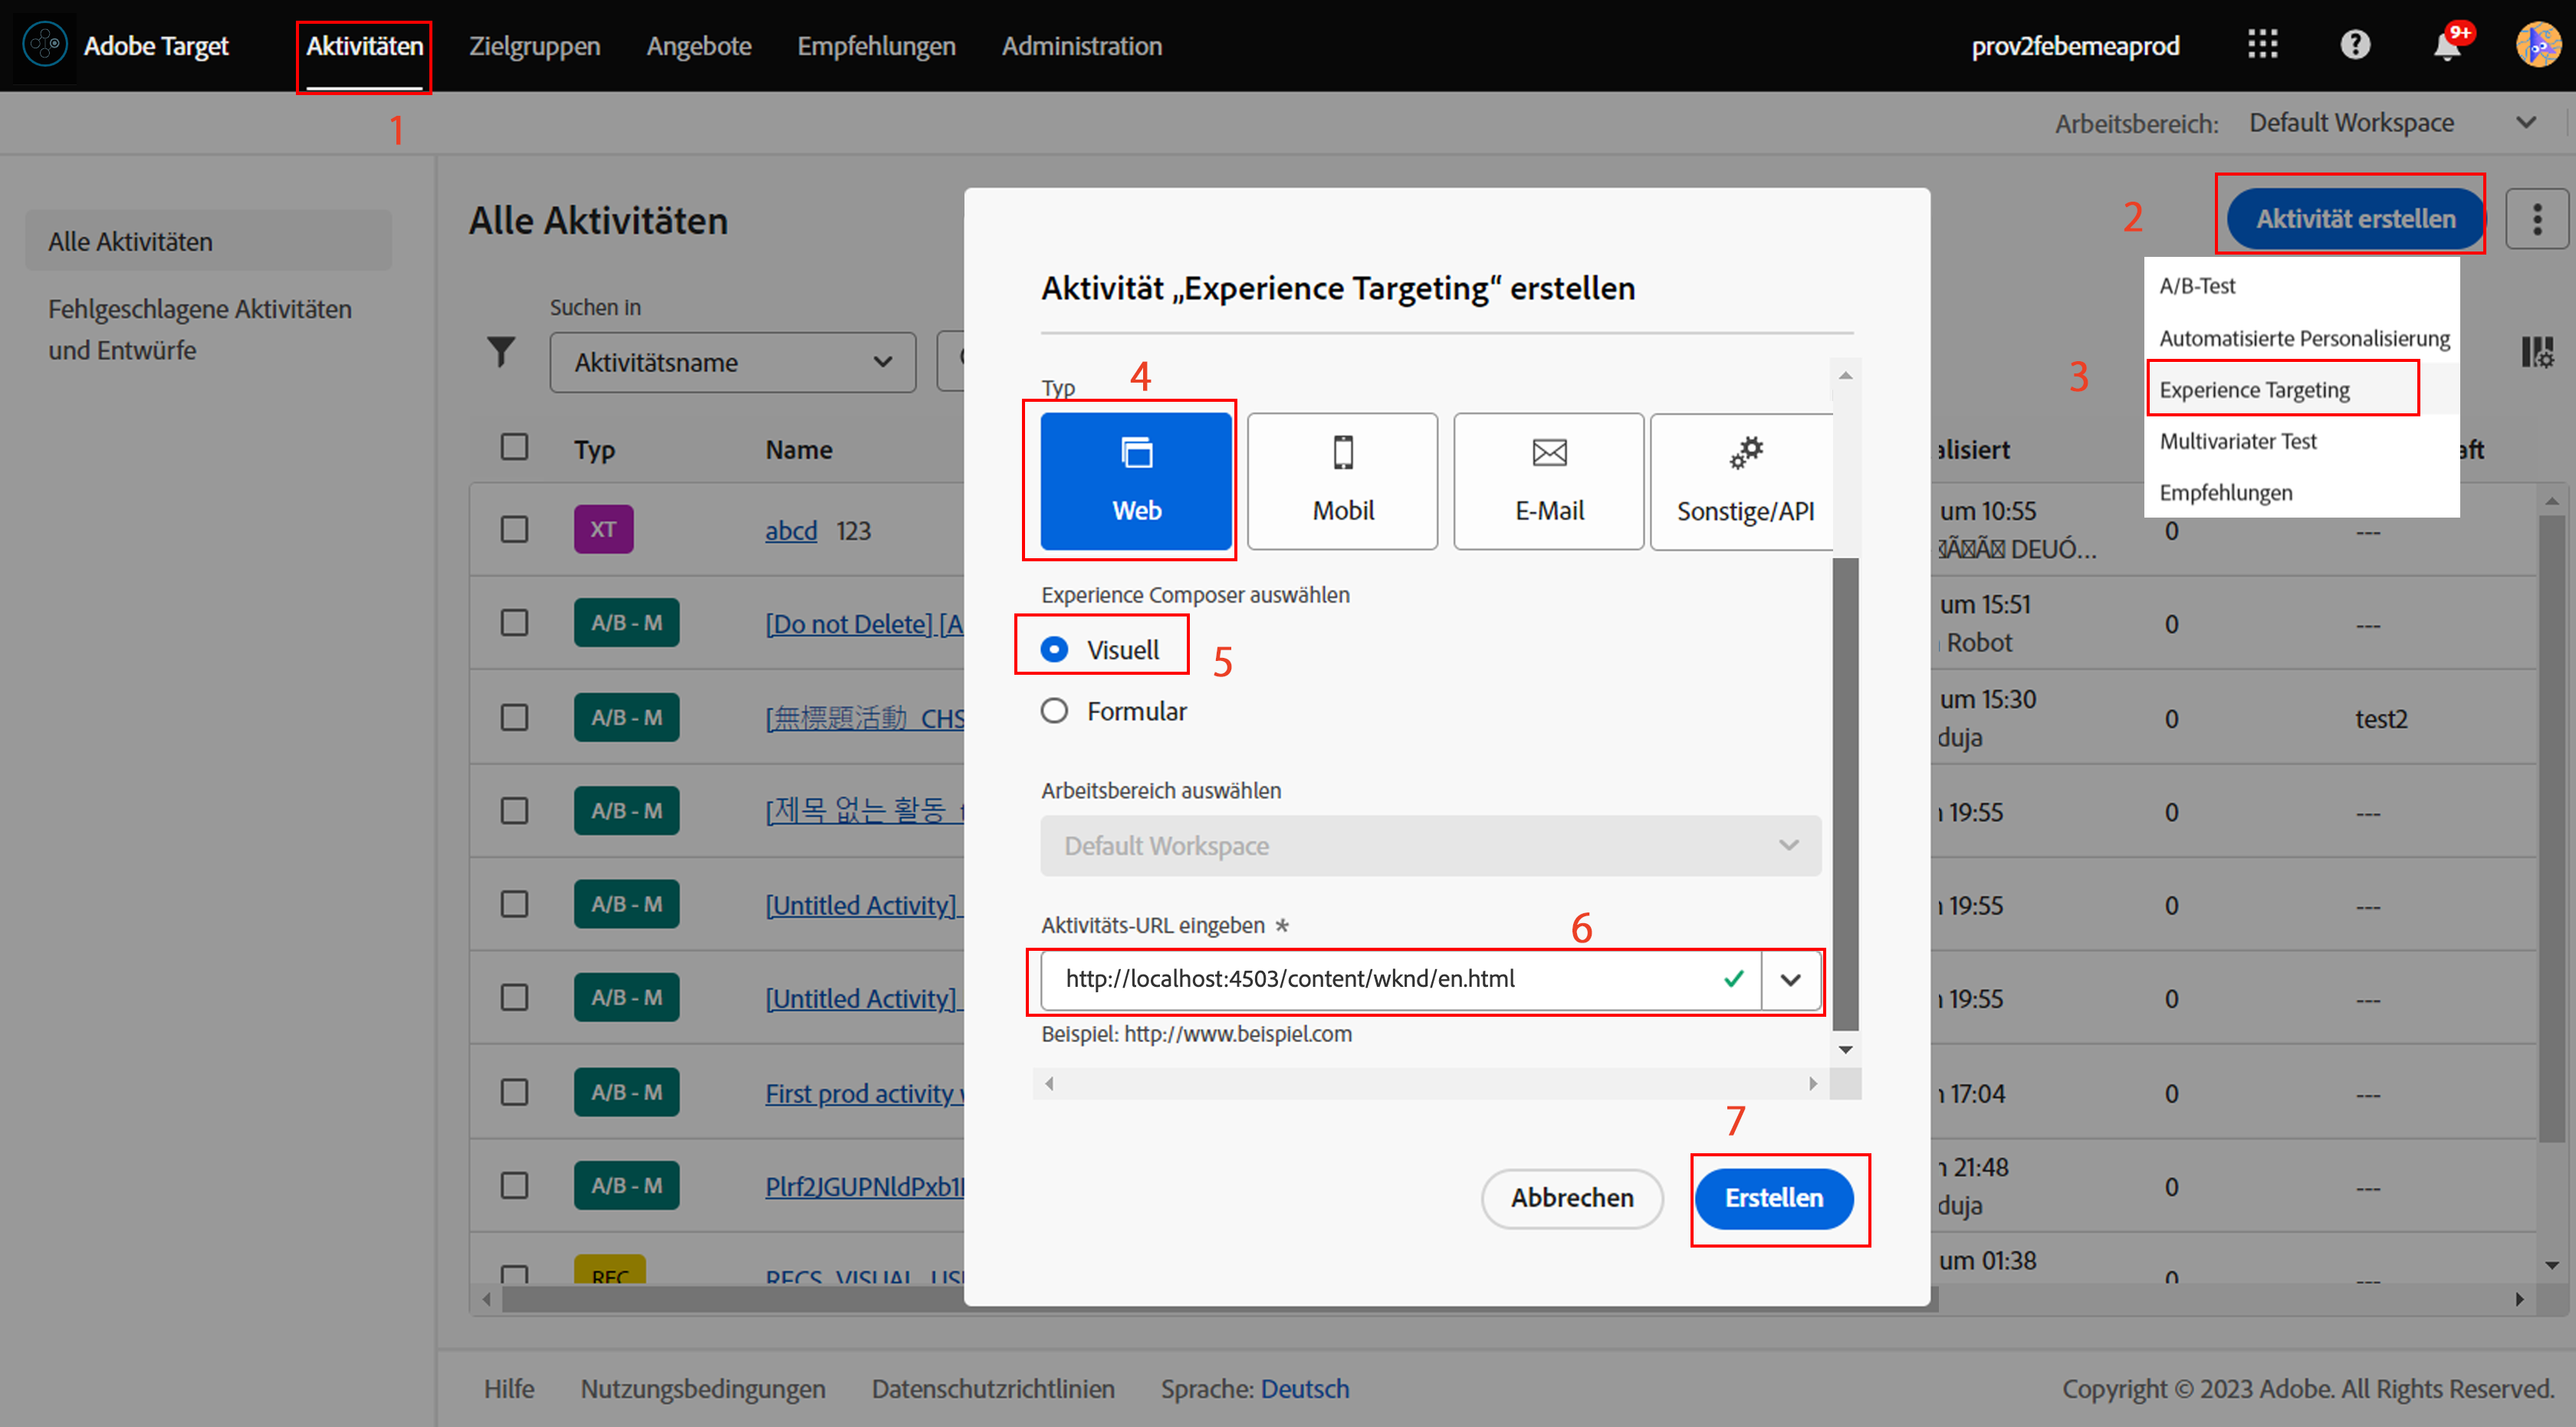 Adobe Target
Aktivitäten
Zielgruppen
Angebote
Empfehlungen
Administration
prov2febemeaprod
9+
1
Arbeitsbereich: Default Workspace
Alle Aktivitäten
Fehlgeschlagene Aktivitäten
und Entwürfe
Alle Aktivitäten
2
Aktivität erstellen
A/B-Test
Automatisierte Personalisierung
3
Experience Targeting
Multivariater Test
Empfehlungen
Suchen in
Aktivitätsname
Typ Name
alisiert
aft
XT abcd 123
um 10:55
DEUÓ...
0 ---
A/B - M [Do not Delete] [A
um 15:51
Robot
0 ---
A/B - M [無標題活動 CHS
um 15:30
duja
0 test2
A/B - M [제목 없는 활동
19:55 0 ---
A/B - M [Untitled Activity]
19:55 0 ---
A/B - M [Untitled Activity]
19:55 0 ---
A/B - M First prod activity
17:04 0 ---
A/B - M Plrf2JGUPNldPxb1
21:48
duja
0 ---
REC RECS VISUAL US
um 01:38
0 ---
Aktivität „Experience Targeting“ erstellen
Typ
4
Web
Mobil
E-Mail
Sonstige/API
Experience Composer auswählen
Visuell
5
Formular
Arbeitsbereich auswählen
Default Workspace
Aktivitäts-URL eingeben *
6
http://localhost:4503/content/wknd/en.html
Beispiel: http://www.beispiel.com
7
Abbrechen
Erstellen
Hilfe
Nutzungsbedingungen
Datenschutzrichtlinien
Sprache: Deutsch
Copyright © 2023 Adobe. All Rights Reserved.